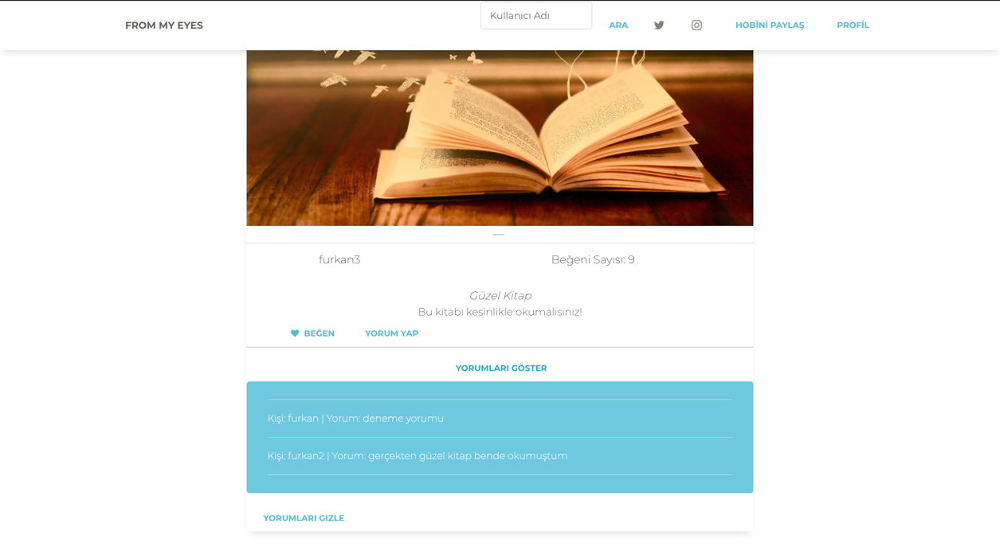 FROM MY EYES
Kullanıcı Adı
ARA
HOBİNİ PAYLAŞ
PROFİL
furkan3
Beğeni Sayısı: 9
Güzel Kitap
Bu kitabı kesinlikle okumalısınız!
BEĞEN
YORUM YAP
YORUMLARI GÖSTER
Kişi: furkan | Yorum: deneme yorumu
Kişi: furkan2 | Yorum: gerçekten güzel kitap bende okumuştum
YORUMLARI GIZLE